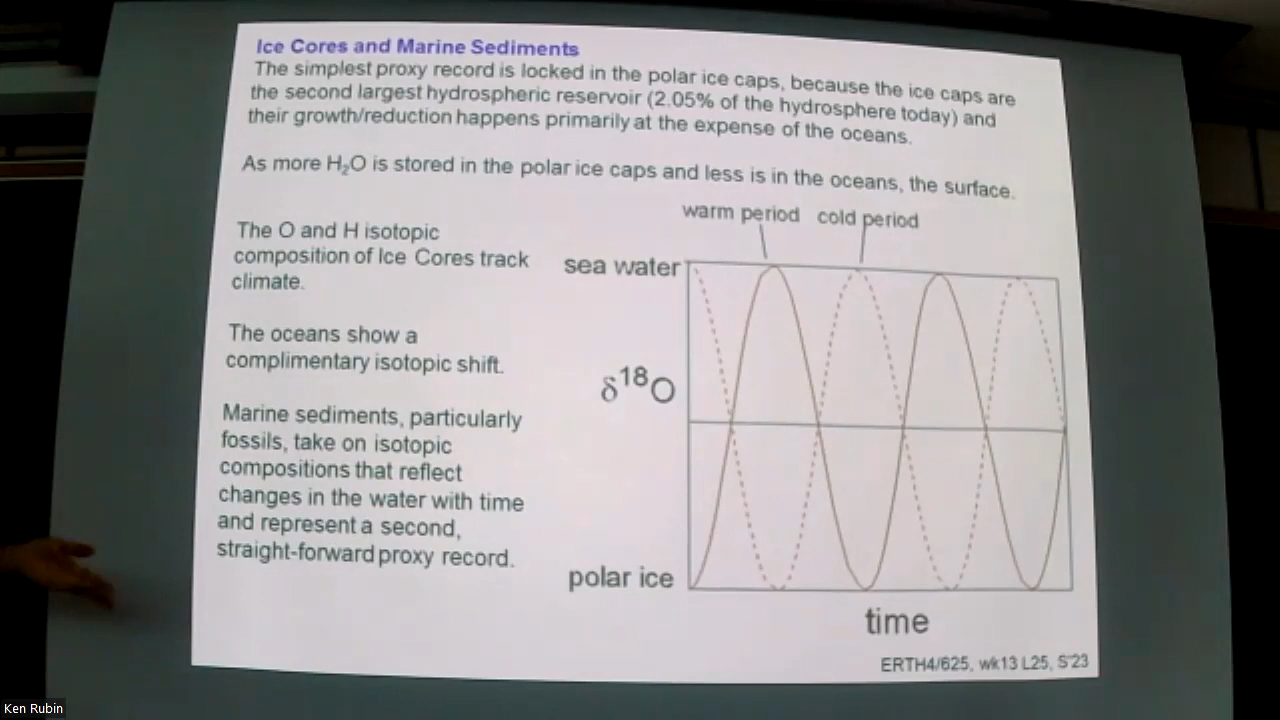 Ice Cores and Marine Sediments
The simplest proxy record is locked in the polar ice caps, because the ice caps are
the second largest hydrospheric reservoir (2.05% of the hydrosphere today) and
their growth/reduction happens primarily at the expense of the oceans.
As more H₂O is stored in the polar ice caps and less is in the oceans, the surface.
The O and H isotopic
composition of Ice Cores track
climate.
The oceans show a
complimentary isotopic shift.
Marine sediments, particularly
fossils, take on isotopic
compositions that reflect
changes in the water with time
and represent a second,
straight-forward proxy record.
warm period cold period
sea water
δ¹⁸O
polar ice
time
ERTH4/625, wk13 L25, S'23
Ken Rubin